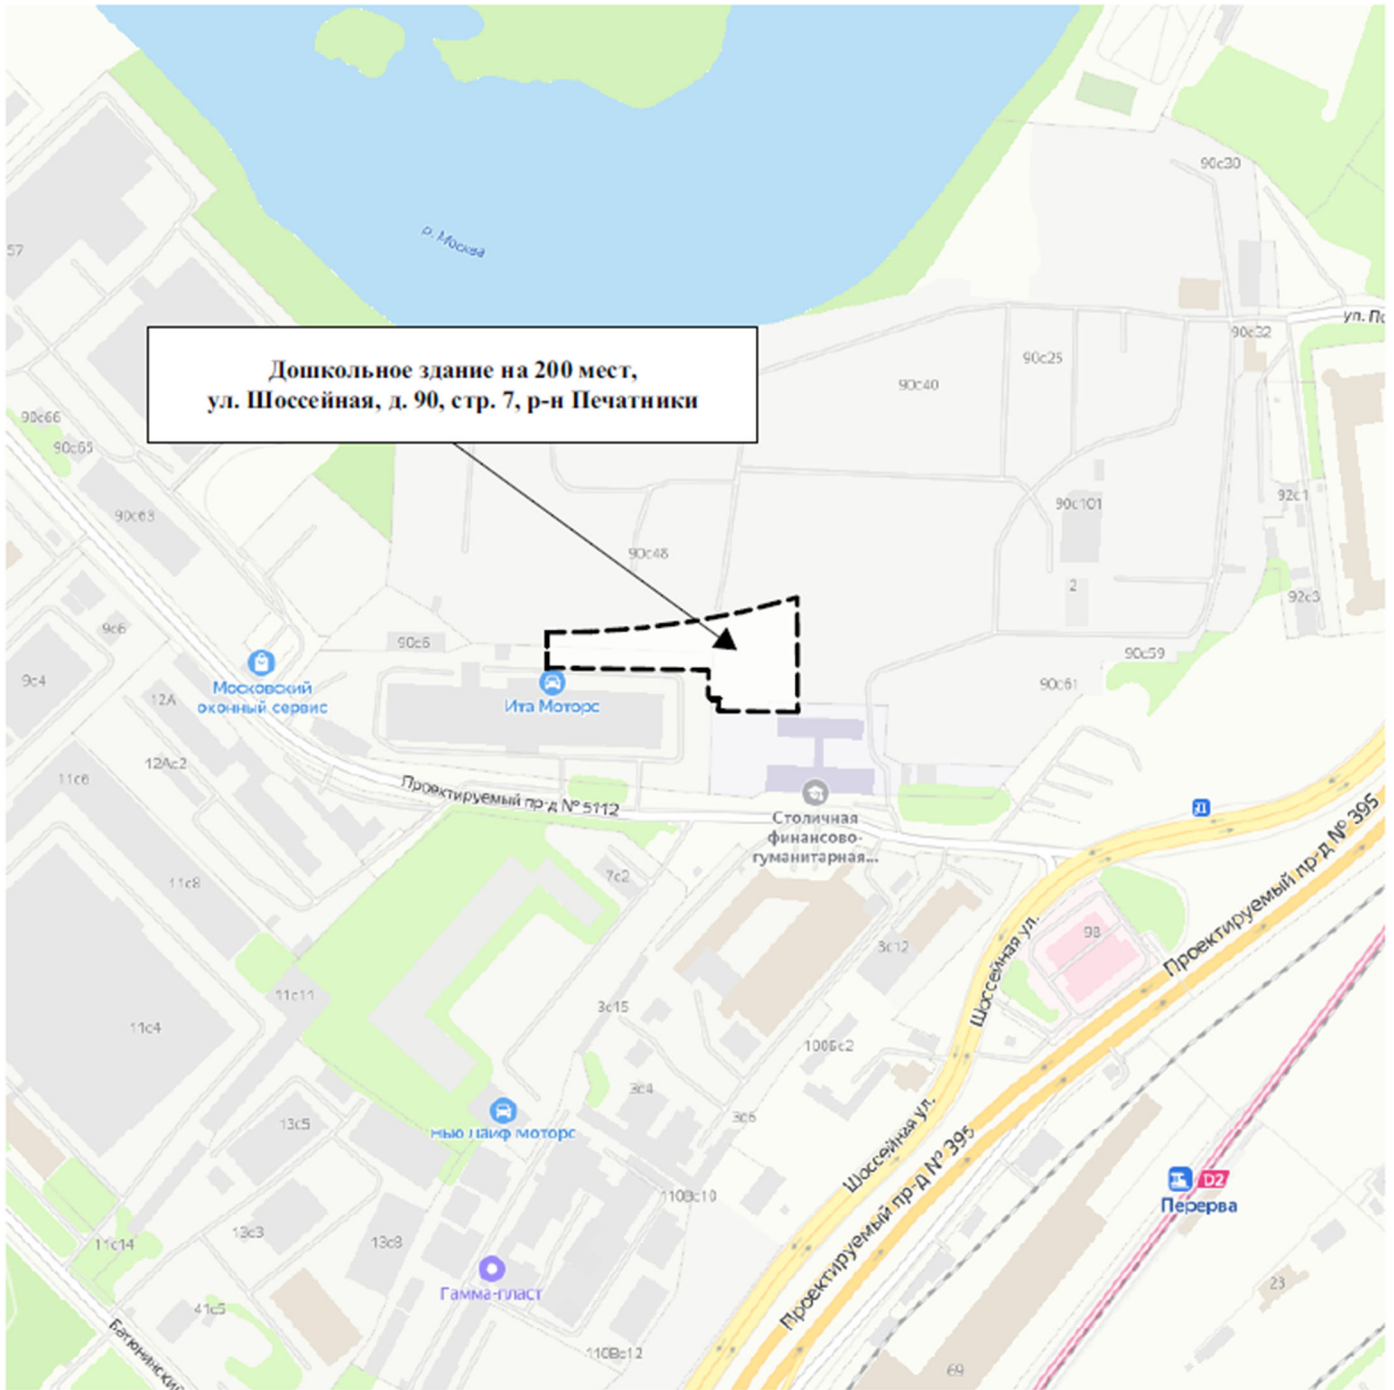 90с30
р. Москва
57
ул. По
90с32
Дошкольное здание на 200 мест,
ул. Шоссейная, д. 90, стр. 7, р-н Печатники
90с25
90с40
90с66
90с65
90с63
90с101
92с1
90с48
2
92с3
9с6
90с6
90с59
9с4
Московский
оконный сервис
12А
Ита Моторс
90с61
12Ас2
11с6
Проектируемый пр-д № 5112
Столичная
финансово-
гуманитарная...
Проектируемый пр-д № 395
11с8
7с2
3с12
9В
Шоссейная ул.
11с11
11с4
3с15
100Бс2
3с4
13с5
3с6
Нью Лайф Моторс
Шоссейная ул.
Проектируемый пр-д № 395
110Вс10
D2
Перерва
11с14
13с3
13с8
Гамма-пласт
23
41с5
Батюнинский
110Вс12
69